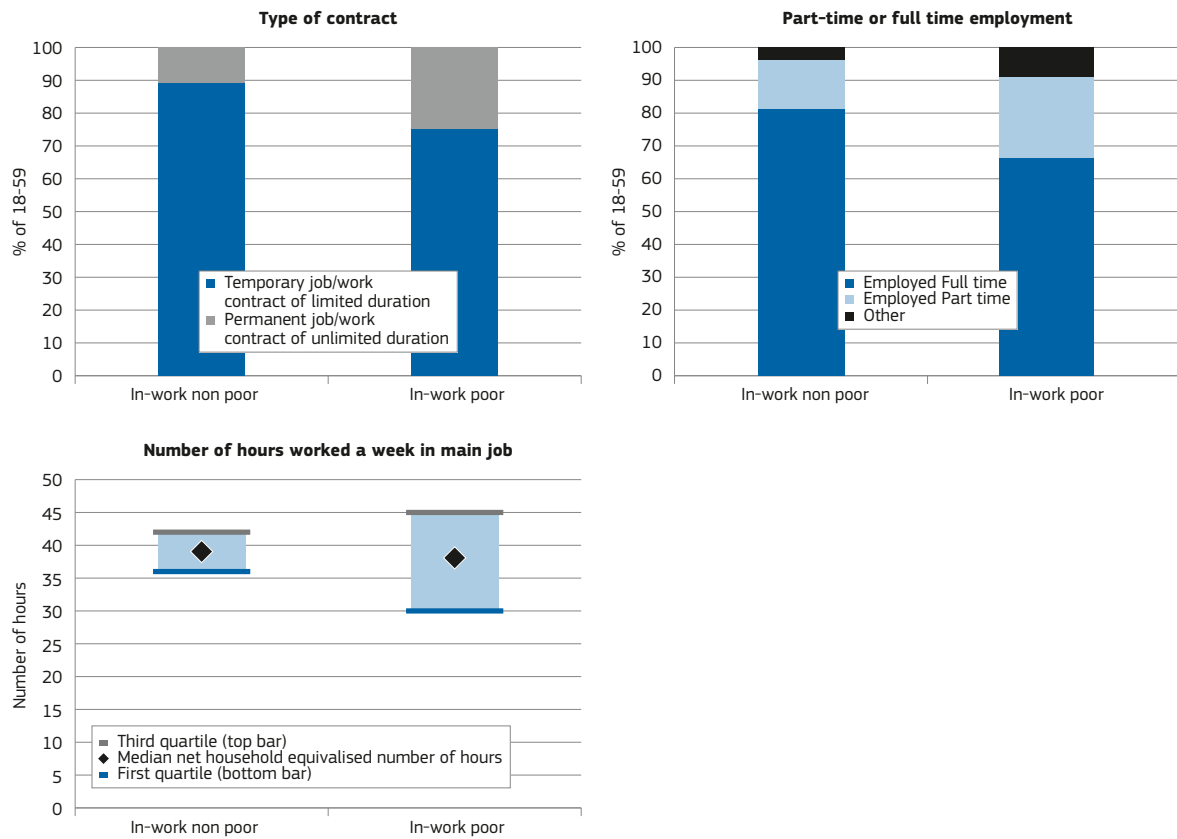 Type of contract
100
90
80
70
60
50
40
30
20
10
0
% of 18-59
Temporary job/work
contract of limited duration
Permanent job/work
contract of unlimited duration
In-work non poor
In-work poor
Part-time or full time employment
100
90
80
70
60
50
40
30
20
10
0
% of 18-59
Employed Full time
Employed Part time
Other
In-work non poor
In-work poor
Number of hours worked a week in main job
50
45
40
35
30
25
20
15
10
5
0
Number of hours
Third quartile (top bar)
Median net household equivalised number of hours
First quartile (bottom bar)
In-work non poor
In-work poor